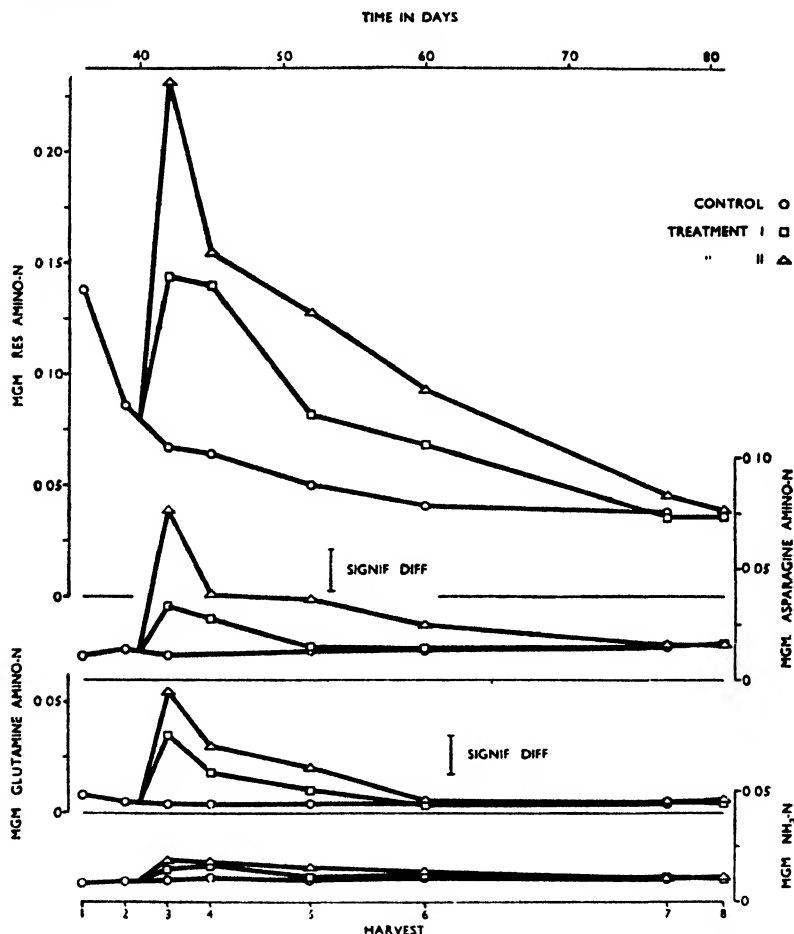 TIME IN DAYS
40 50 60 70 80
0 20
0 15
0 10
0 05
0
MGM RES AMINO-N
CONTROL
TREATMENT I
" II
0 10
0 05
0
MGM. ASPARAGINE AMINO-N
SIGNIF DIFF
0 05
0
MGM GLUTAMINE AMINO-N
SIGNIF DIFF
0 05
0
MGM NH₃-N
1 2 3 4 5 6 7 8
HARVEST